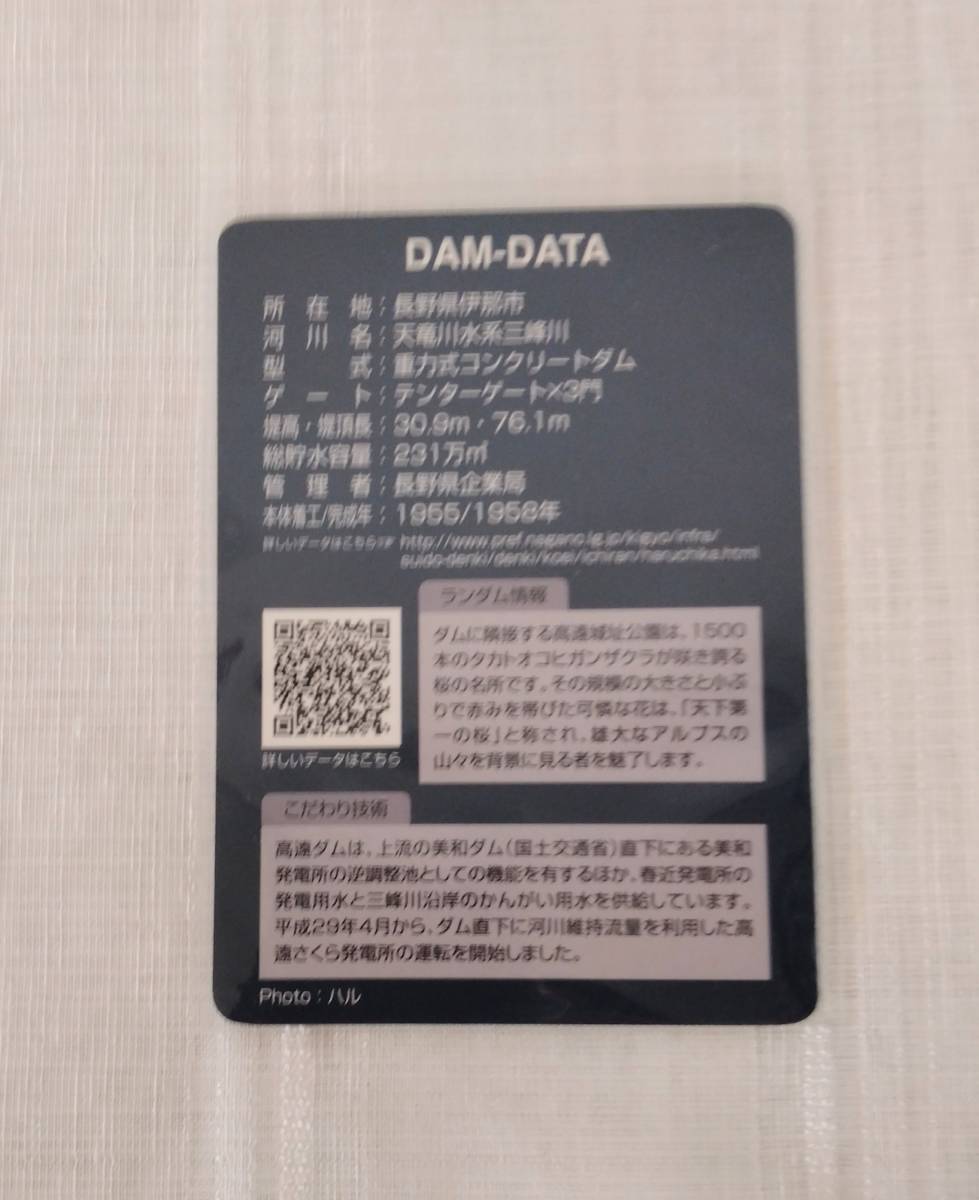 DAM-DATA
所在地：長野県伊那市
河川名：天竜川水系三峰川
型式：重力式コンクリートダム
ゲート：テンターゲート×3門
堤高・堤頂長：30.9m・76.1m
総貯水容量：231万㎥
管理者：長野県企業局
本体着工/完成年：1955/1958年
詳しいデータはこちら☞ http://www.pref.nagano.lg.jp/kigyo/infra/
suido-denki/denki/koei/ichiran/haruchika.html
ランダム情報
ダムに隣接する高遠城址公園は、1500
本のタカトオコヒガンザクラが咲き誇る
桜の名所です。その規模の大きさと小ぶ
りで赤みを帯びた可憐な花は、「天下第
一の桜」と称され、雄大なアルプスの
山々を背景に見る者を魅了します。
詳しいデータはこちら
こだわり技術
高遠ダムは、上流の美和ダム(国土交通省)直下にある美和
発電所の逆調整池としての機能を有するほか、春近発電所の
発電用水と三峰川沿岸のかんがい用水を供給しています。
平成29年4月から、ダム直下に河川維持流量を利用した高
遠さくら発電所の運転を開始しました。
Photo：ハル